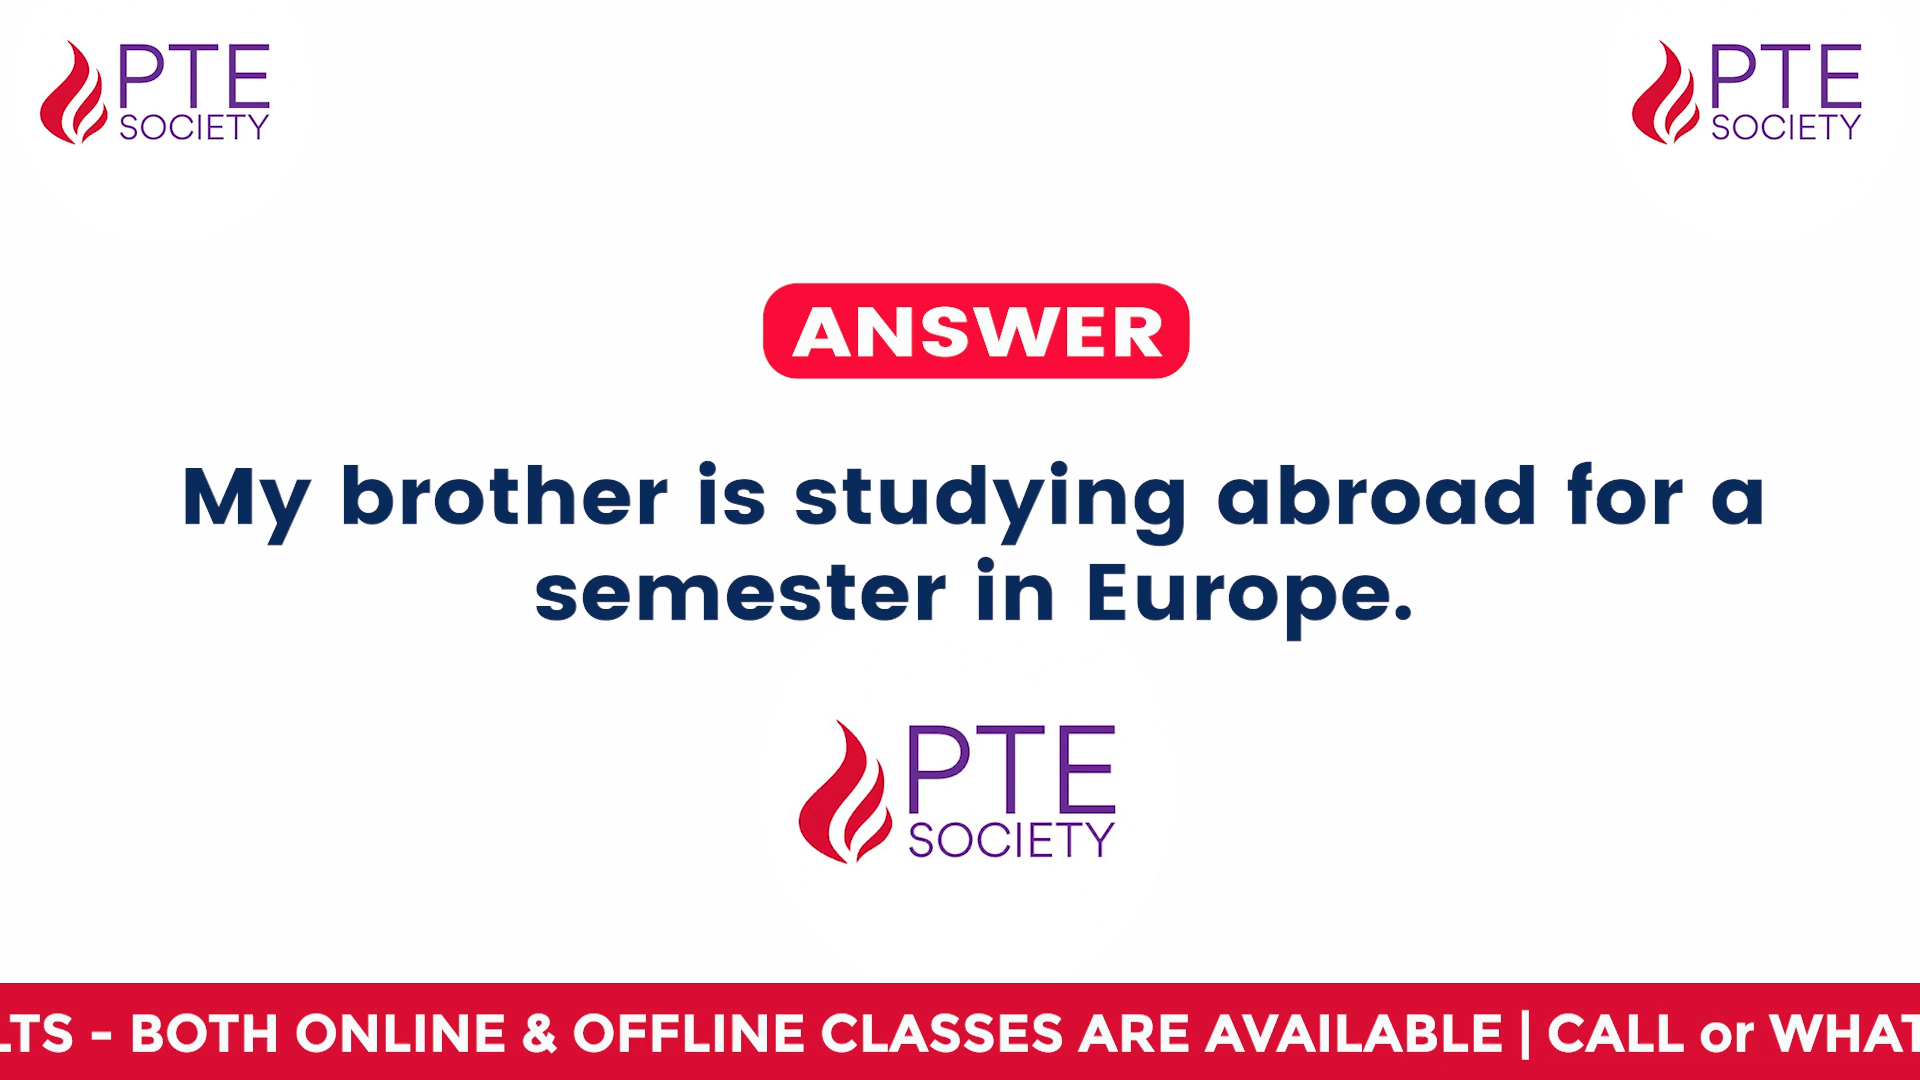 PTE
SOCIETY
PTE
SOCIETY
ANSWER
My brother is studying abroad for a
semester in Europe.
PTE
SOCIETY
LTS - BOTH ONLINE & OFFLINE CLASSES ARE AVAILABLE | CALL or WHAT